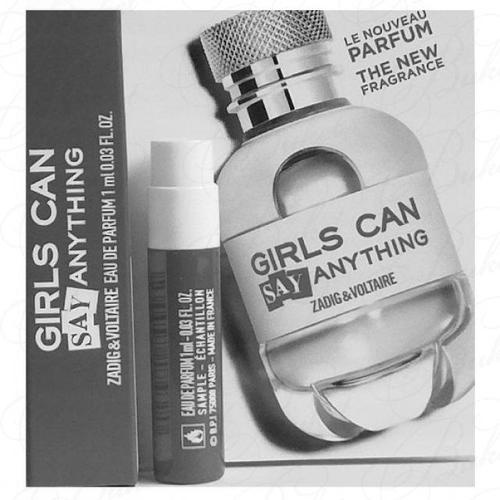 GIRLS CAN
SAY ANYTHING
ZADIG&VOLTAIRE EAU DE PARFUM 1 ml 0.03 FL.OZ.
EAU DE PARFUM 1 ml-0.03 FL. OZ.
SAMPLE - ÉCHANTILLON
© B.P.I 75008 PARIS - MADE IN FRANCE
LE NOUVEAU
PARFUM
THE NEW
FRAGRANCE
GIRLS CAN
SAY ANYTHING
ZADIG&VOLTAIRE